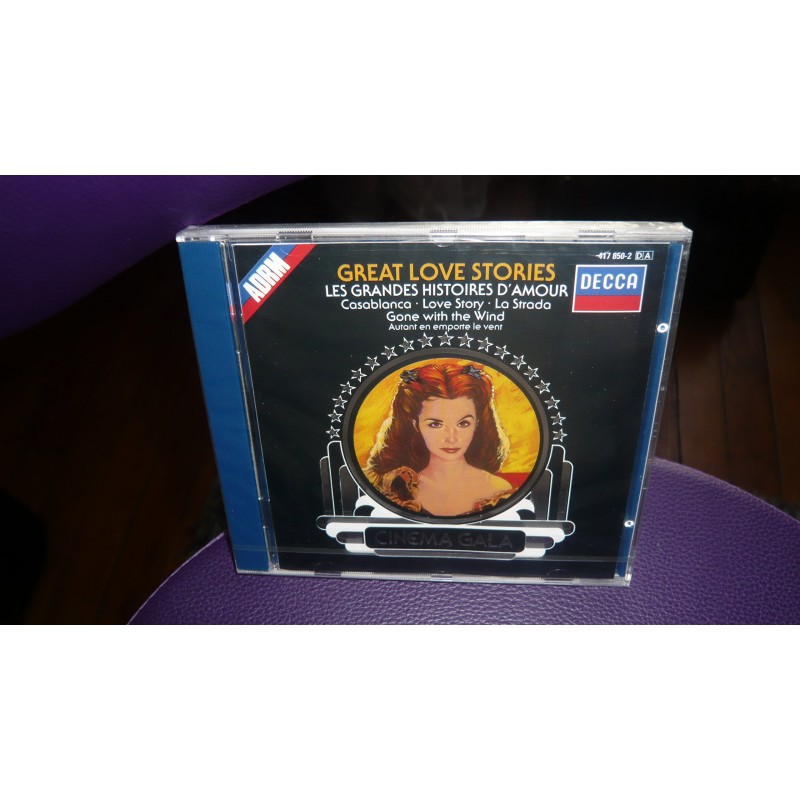 ADRM
417 850-2 DA
GREAT LOVE STORIES
DECCA
LES GRANDES HISTOIRES D'AMOUR
Casablanca · Love Story · La Strada
Gone with the Wind
Autant en emporte le vent
CINEMA GALA